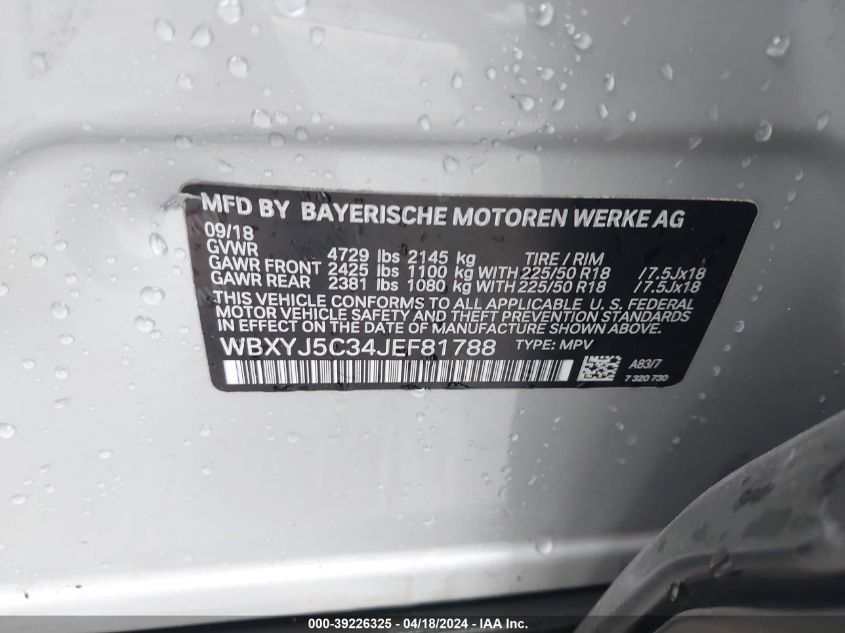 MFD BY BAYERISCHE MOTOREN WERKE AG
09/18
GVWR 4729 lbs 2145 kg TIRE / RIM
GAWR FRONT 2425 lbs 1100 kg WITH 225/50 R18 /7.5Jx18
GAWR REAR 2381 lbs 1080 kg WITH 225/50 R18 /7.5Jx18
THIS VEHICLE CONFORMS TO ALL APPLICABLE U. S. FEDERAL
MOTOR VEHICLE SAFETY AND THEFT PREVENTION STANDARDS
IN EFFECT ON THE DATE OF MANUFACTURE SHOWN ABOVE.
WBXYJ5C34JEF81788 TYPE: MPV
A83/7
7 320 730
000-39226325 - 04/18/2024 - IAA Inc.